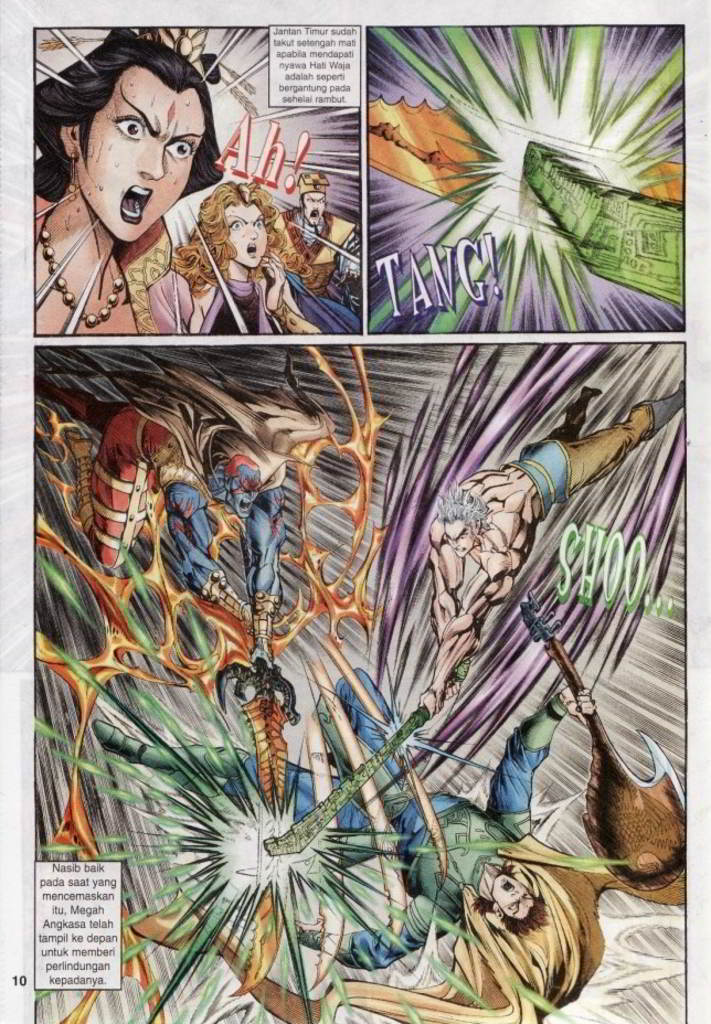 Jantan Timur sudah
takut setengah mati
apabila mendapati
nyawa Hati Waja
adalah seperti
bergantung pada
sehelai rambut.
Ah!
TANG!
SHOO...
Nasib baik
pada saat yang
mencemaskan
itu, Megah
Angkasa telah
tampil ke depan
untuk memberi
perlindungan
kepadanya.
10